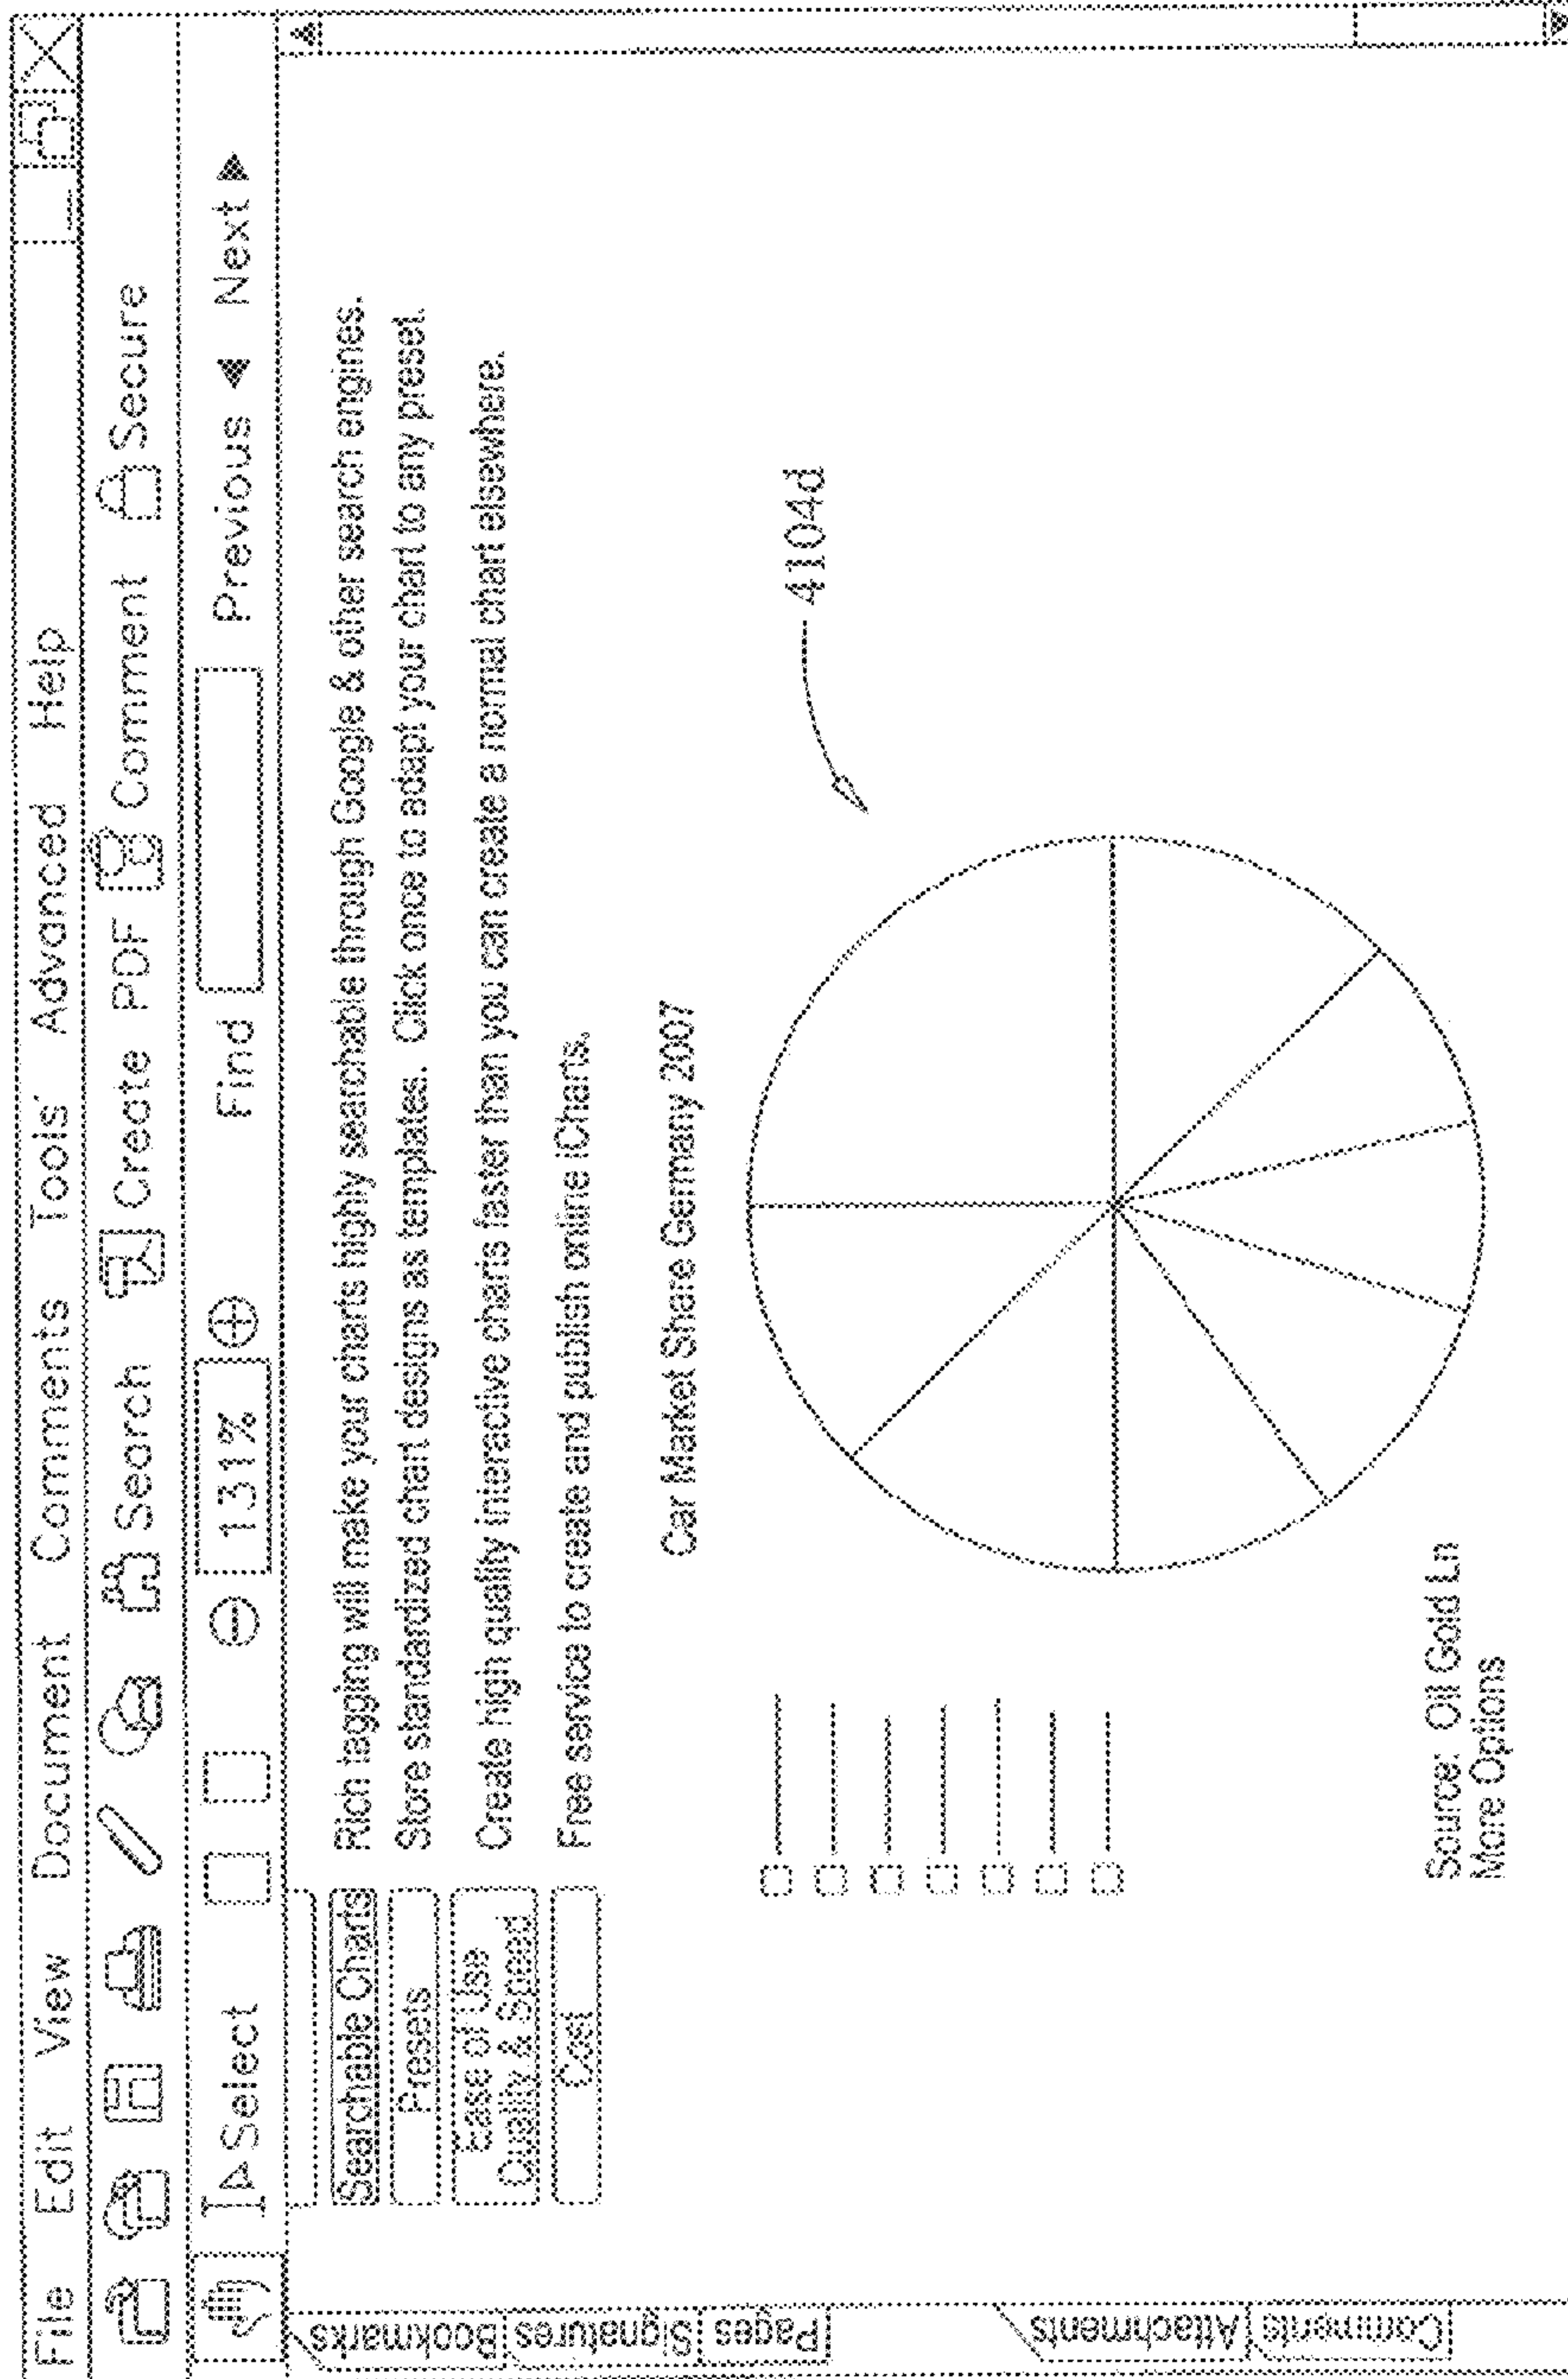 File Edit View Document Comments Tools' Advanced Help
Search Create PDF Comment Secure
Select 131% Find Previous Next
Searchable Charts Rich tagging will make your charts highly searchable through Google & other search engines.
Presets Store standardized chart designs as templates. Click once to adapt your chart to any preset.
Ease of Use
Quality & Speed Create high quality interactive charts faster than you can create a normal chart elsewhere.
Cost Free service to create and publish online iCharts.
Car Market Share Germany 2007
4104d
Source: Oil Gold Ln
More Options
Bookmarks
Signatures
Pages
Attachments
Comments